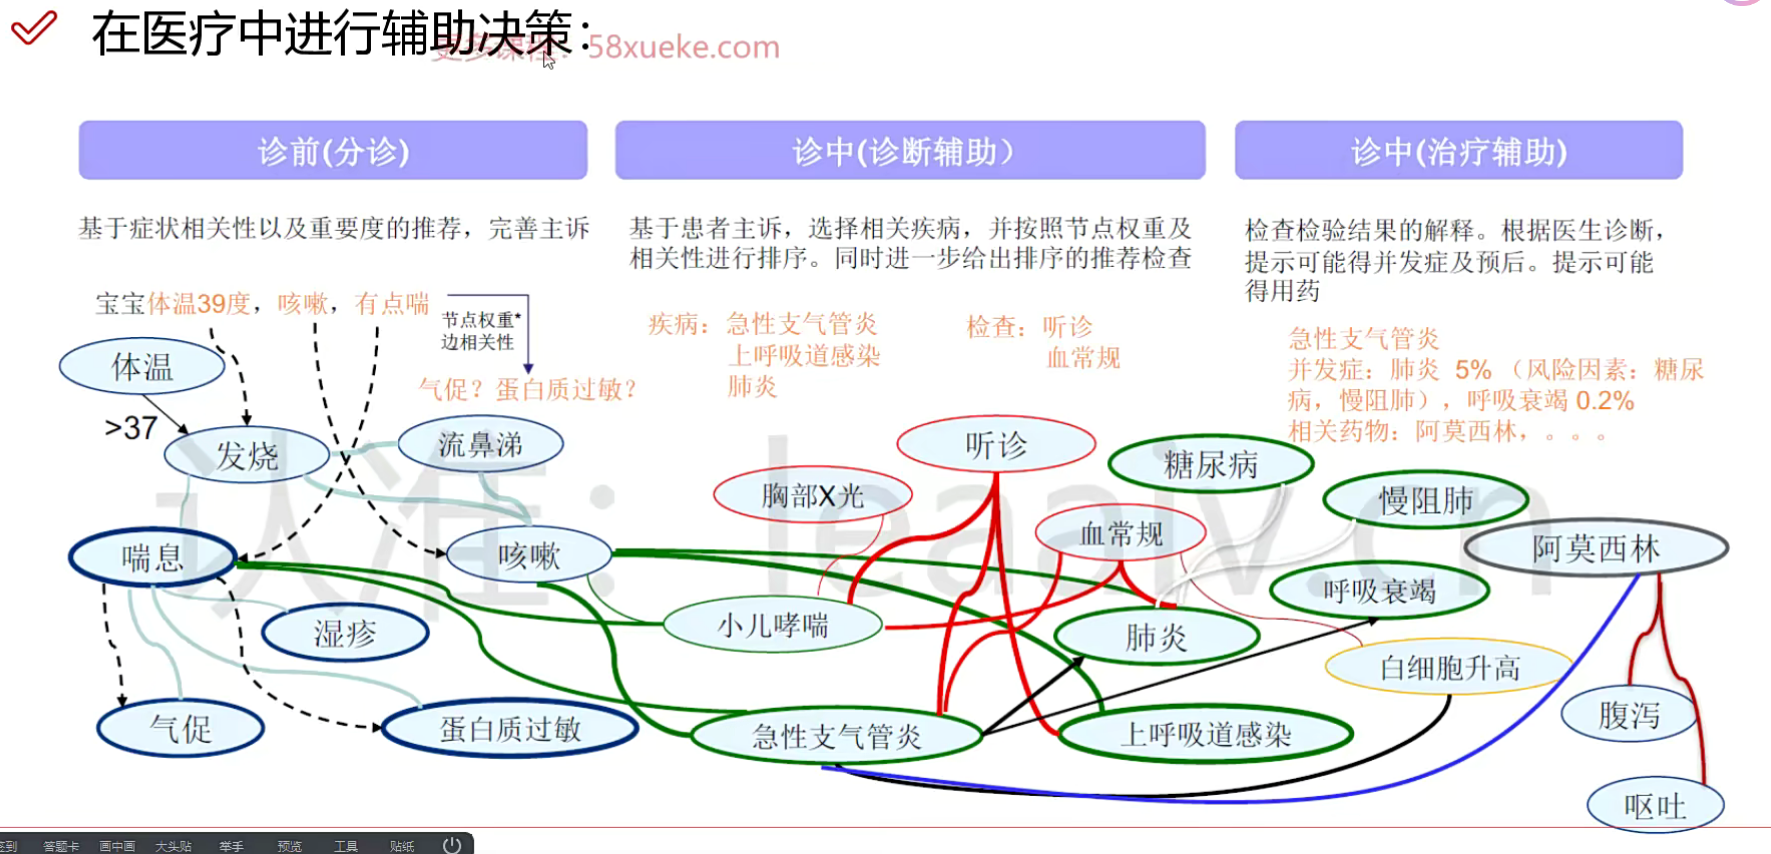 在医疗中进行辅助决策：
更多课程：58xueke.com
诊前(分诊)
诊中(诊断辅助）
诊中(治疗辅助)
基于症状相关性以及重要度的推荐，完善主诉
基于患者主诉，选择相关疾病，并按照节点权重及
相关性进行排序。同时进一步给出排序的推荐检查
检查检验结果的解释。根据医生诊断，
提示可能得并发症及预后。提示可能
得用药
宝宝体温39度，咳嗽，有点喘
节点权重*
边相关性
气促？蛋白质过敏？
疾病：急性支气管炎
上呼吸道感染
肺炎
检查：听诊
血常规
急性支气管炎
并发症：肺炎 5% （风险因素：糖尿
病，慢阻肺），呼吸衰竭 0.2%
相关药物：阿莫西林，。。。
体温
>37
发烧
流鼻涕
喘息
咳嗽
湿疹
气促
蛋白质过敏
听诊
胸部X光
血常规
糖尿病
慢阻肺
阿莫西林
呼吸衰竭
小儿哮喘
肺炎
白细胞升高
急性支气管炎
上呼吸道感染
腹泻
呕吐
认准：leaaiv.cn
签到 答题卡 画中画 大头贴 举手 预览 工具 贴纸